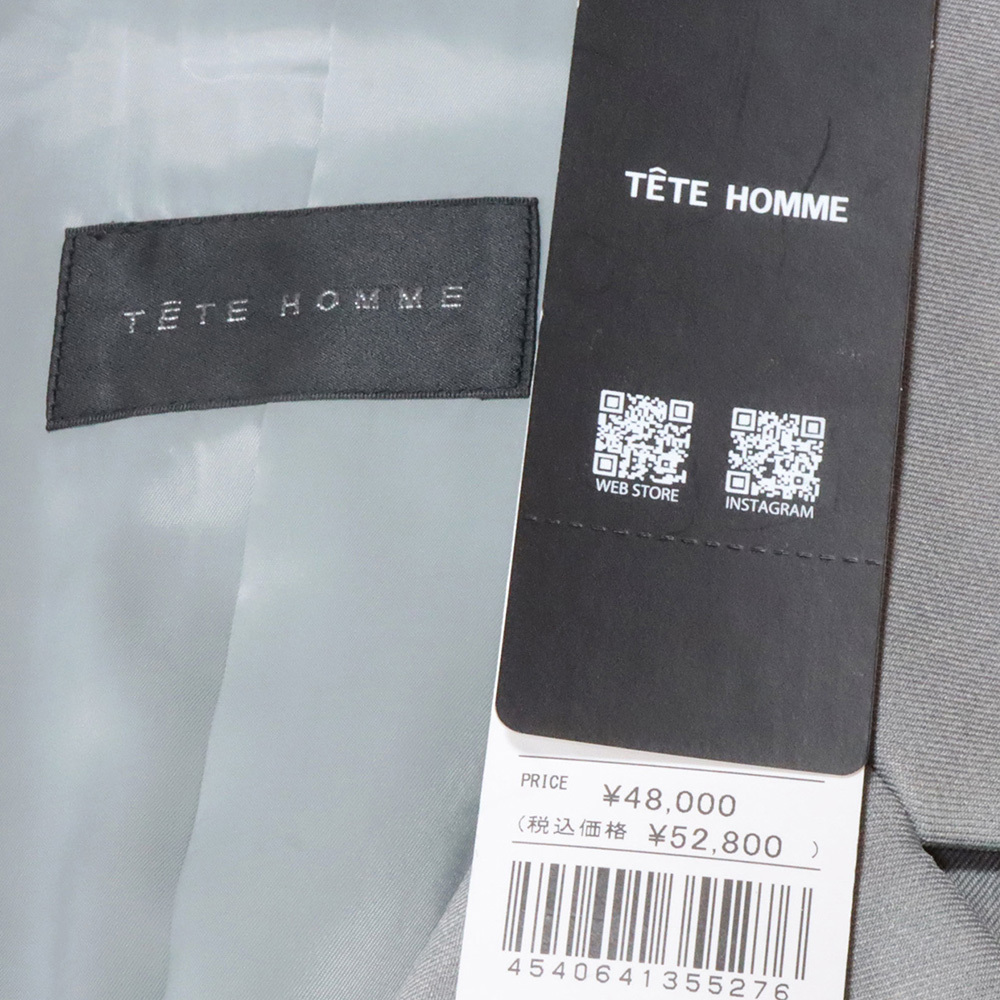 TÊTE HOMME
TÊTE HOMME
WEB STORE
INSTAGRAM
PRICE ¥48,000
(税込価格 ¥52,800 )
4540641355276